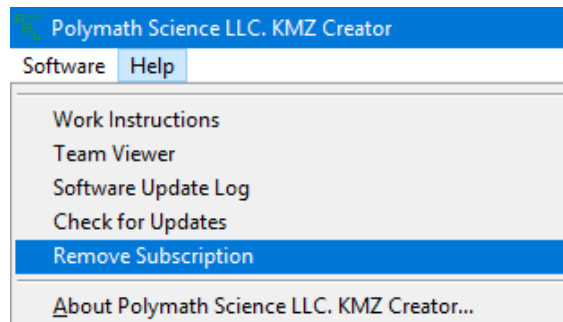 Polymath Science LLC. KMZ Creator
Software Help
Work Instructions
Team Viewer
Software Update Log
Check for Updates
Remove Subscription
About Polymath Science LLC. KMZ Creator...